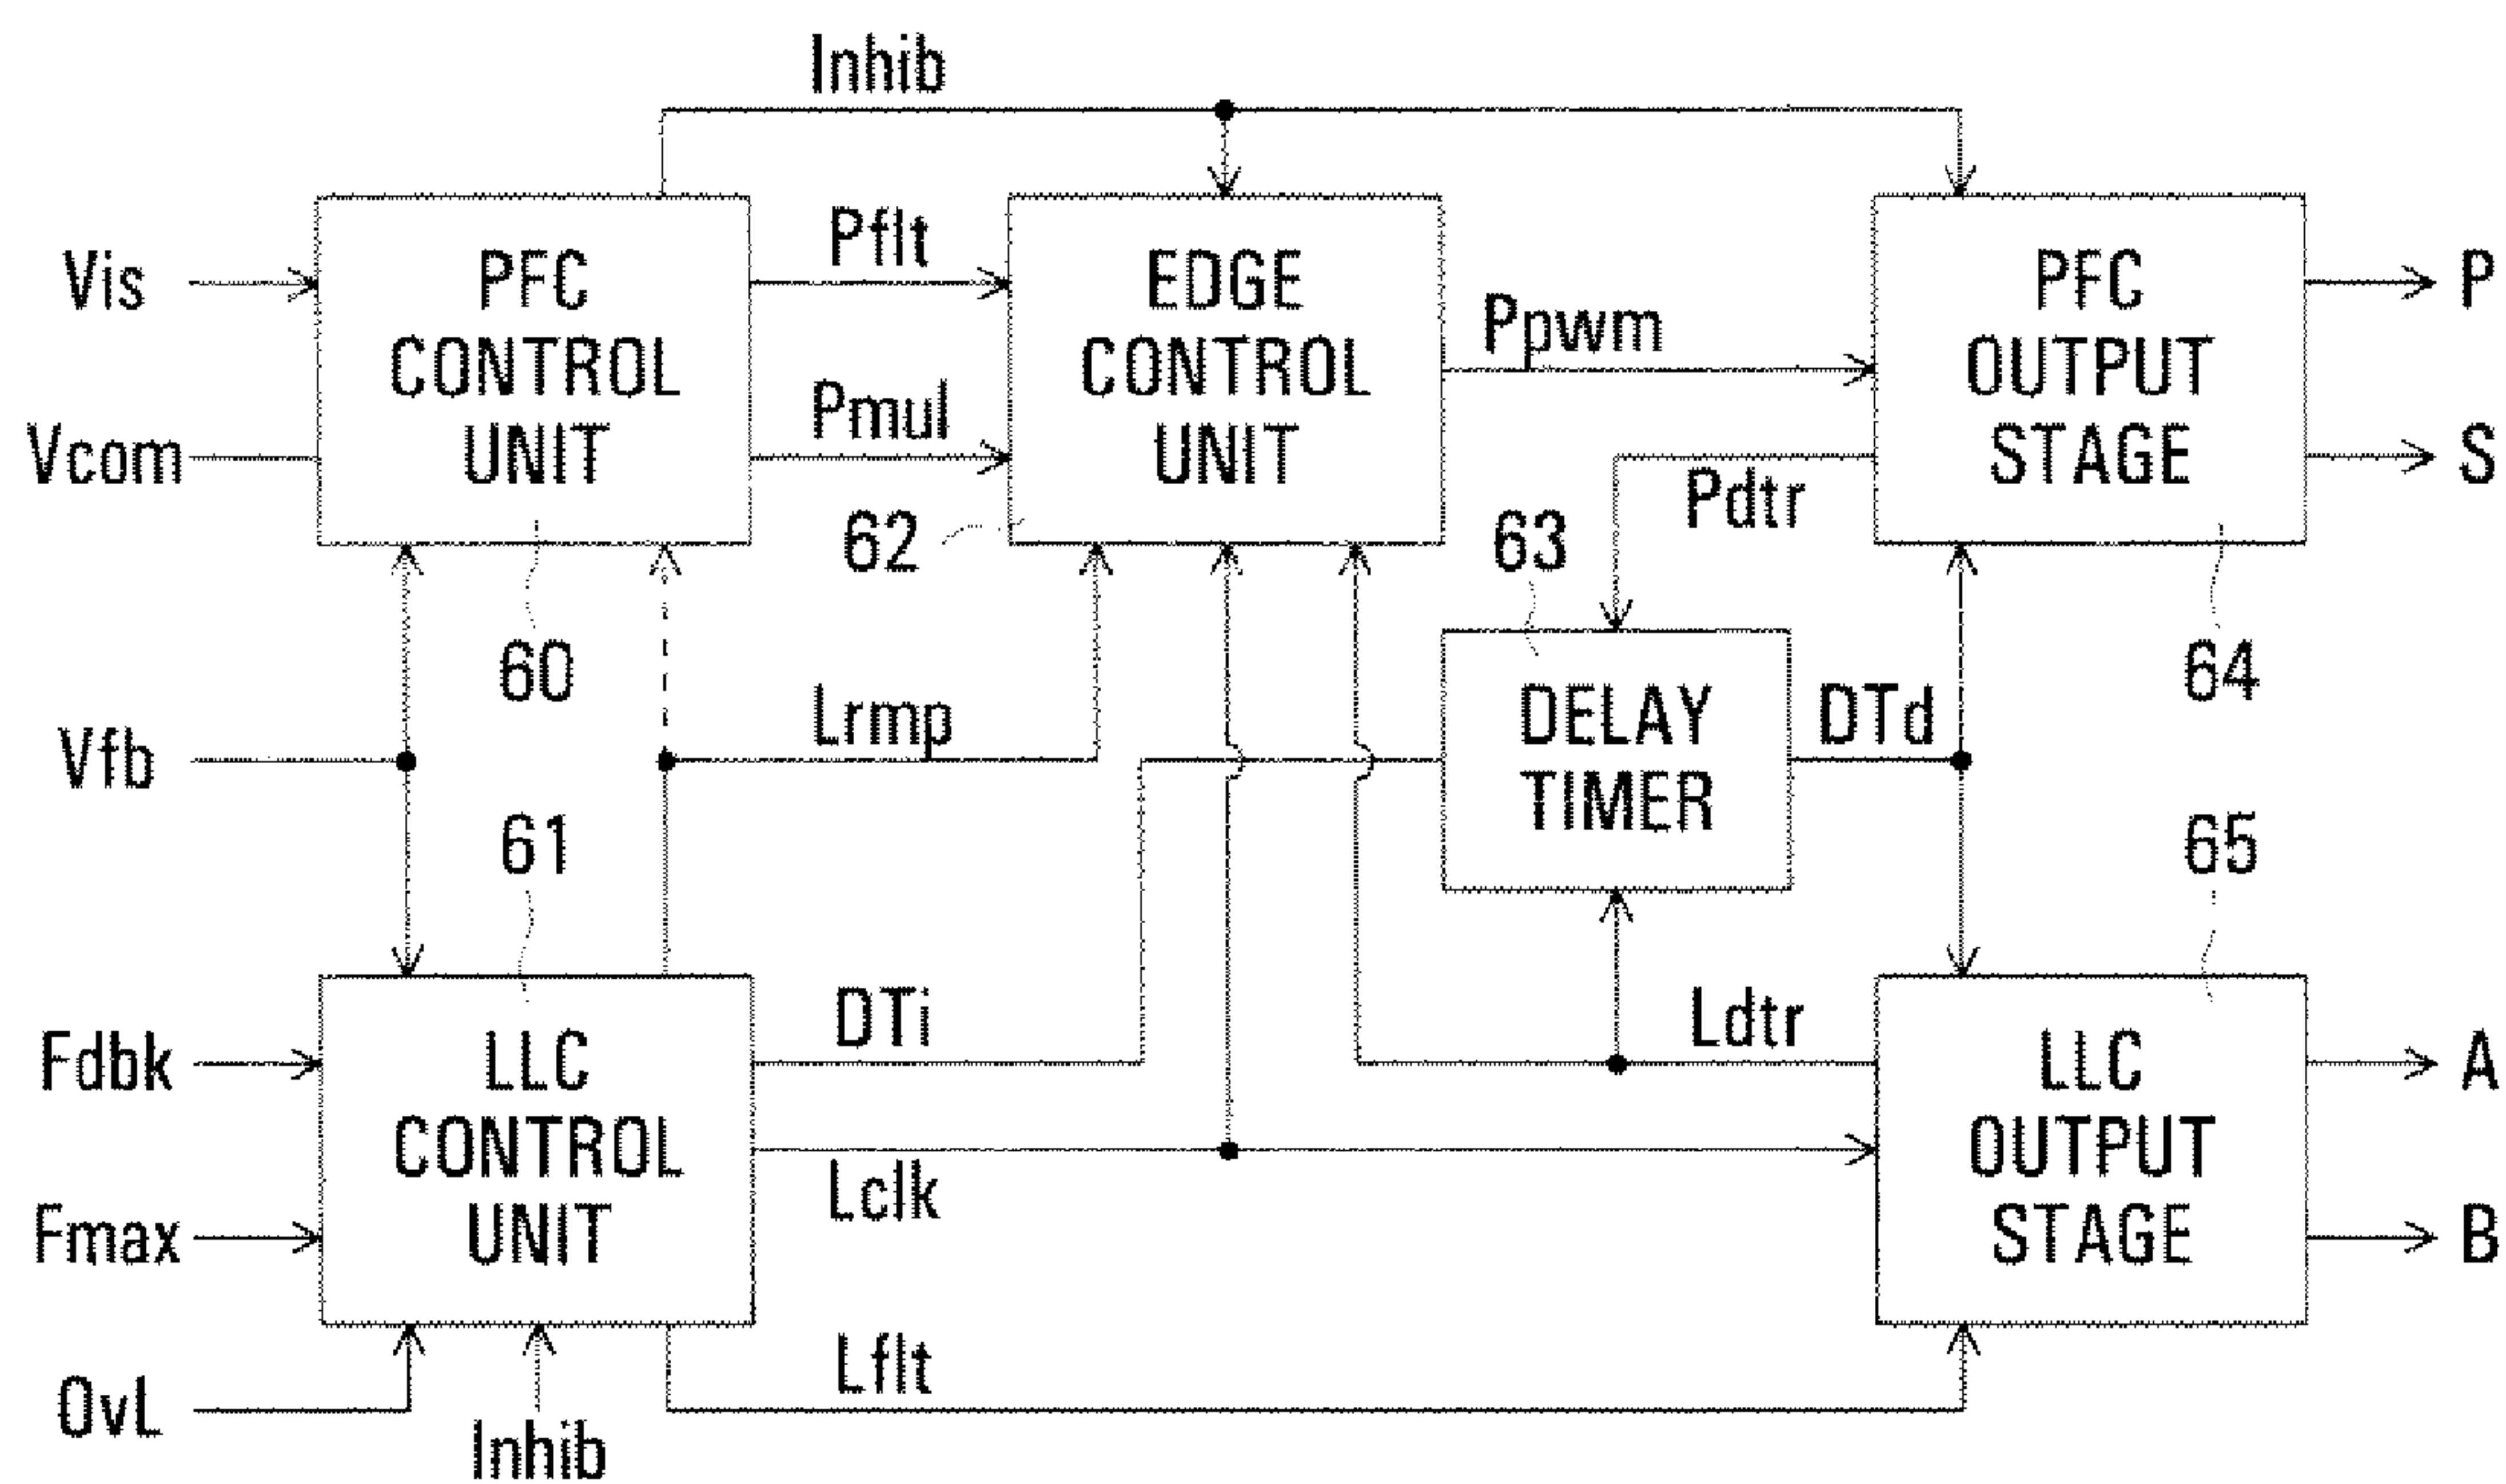 Inhib
Vis
Vcom
PFC
CONTROL
UNIT
Pflt
Pmul
EDGE
CONTROL
UNIT
Ppwm
PFC
OUTPUT
STAGE
P
S
Pdtr
62
63
60
64
Vfb
Lrmp
DELAY
TIMER
DTd
61
65
Fdbk
Fmax
LLC
CONTROL
UNIT
DTi
Lclk
Ldtr
LLC
OUTPUT
STAGE
A
B
OvL
Inhib
Lflt